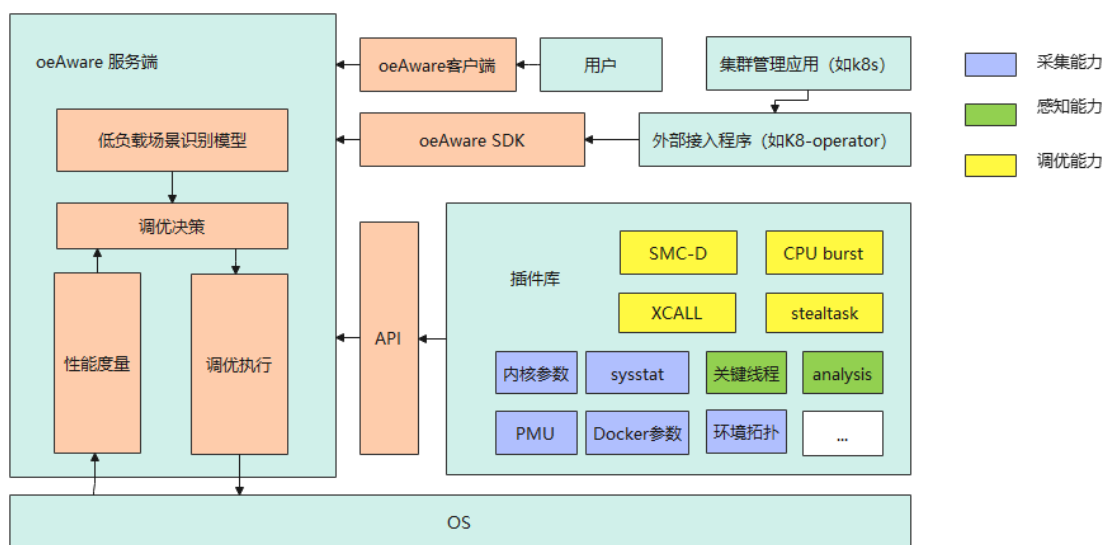 oeAware 服务端
oeAware客户端
用户
集群管理应用（如k8s）
采集能力
感知能力
调优能力
低负载场景识别模型
oeAware SDK
外部接入程序（如K8-operator）
调优决策
性能度量
调优执行
API
插件库
SMC-D
CPU burst
XCALL
stealtask
内核参数
sysstat
关键线程
analysis
PMU
Docker参数
环境拓扑
...
OS